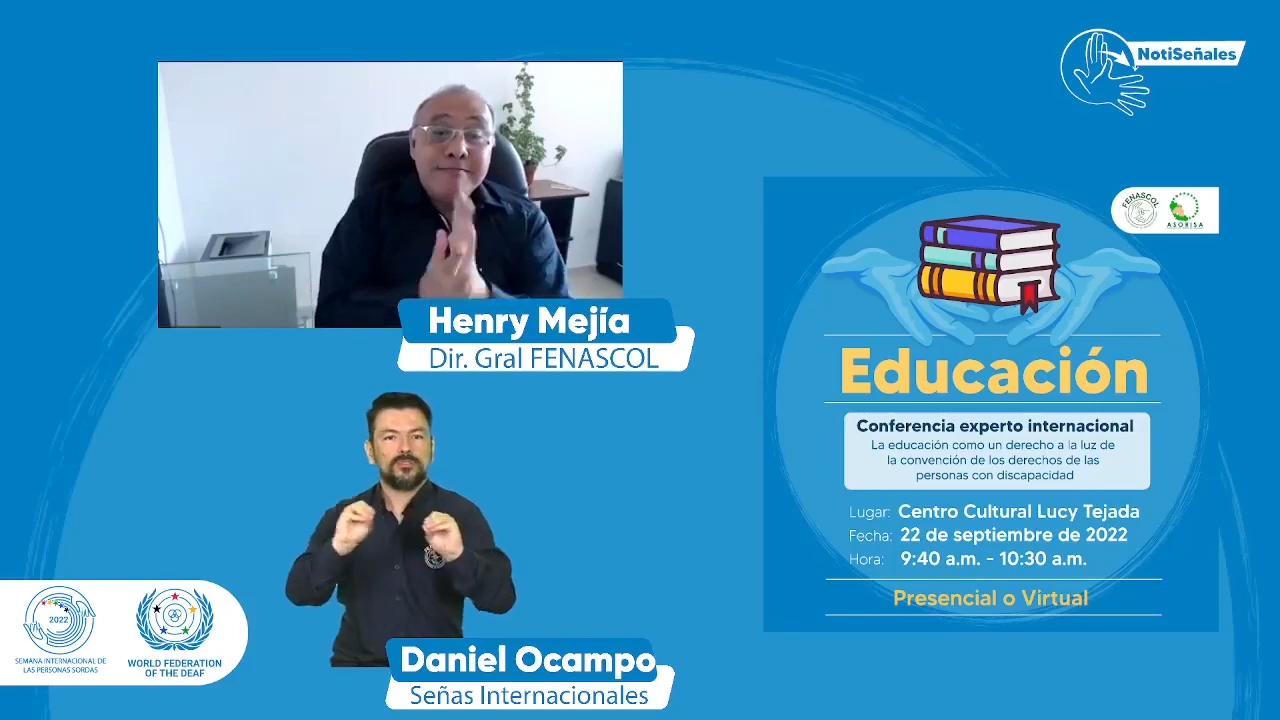 NotiSeñales
Henry Mejía
Dir. Gral FENASCOL
FENASCOL
ASORISA
Educación
Conferencia experto internacional
La educación como un derecho a la luz de
la convención de los derechos de las
personas con discapacidad
Lugar: Centro Cultural Lucy Tejada
Fecha: 22 de septiembre de 2022
Hora: 9:40 a.m. - 10:30 a.m.
Presencial o Virtual
2022
SEMANA INTERNACIONAL DE
LAS PERSONAS SORDAS
WORLD FEDERATION
OF THE DEAF
Daniel Ocampo
Señas Internacionales